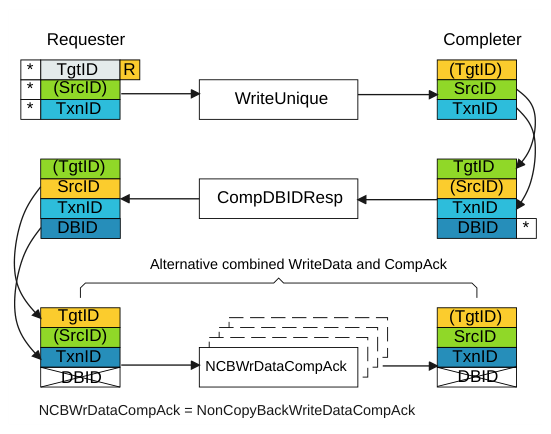 Requester Completer
* TgtID R (TgtID)
* (SrcID) SrcID
WriteUnique
* TxnID TxnID
(TgtID) TgtID
SrcID (SrcID)
CompDBIDResp
TxnID TxnID
DBID DBID *
Alternative combined WriteData and CompAck
TgtID (TgtID)
(SrcID) SrcID
TxnID TxnID
NCBWrDataCompAck
DBID DBID
NCBWrDataCompAck = NonCopyBackWriteDataCompAck